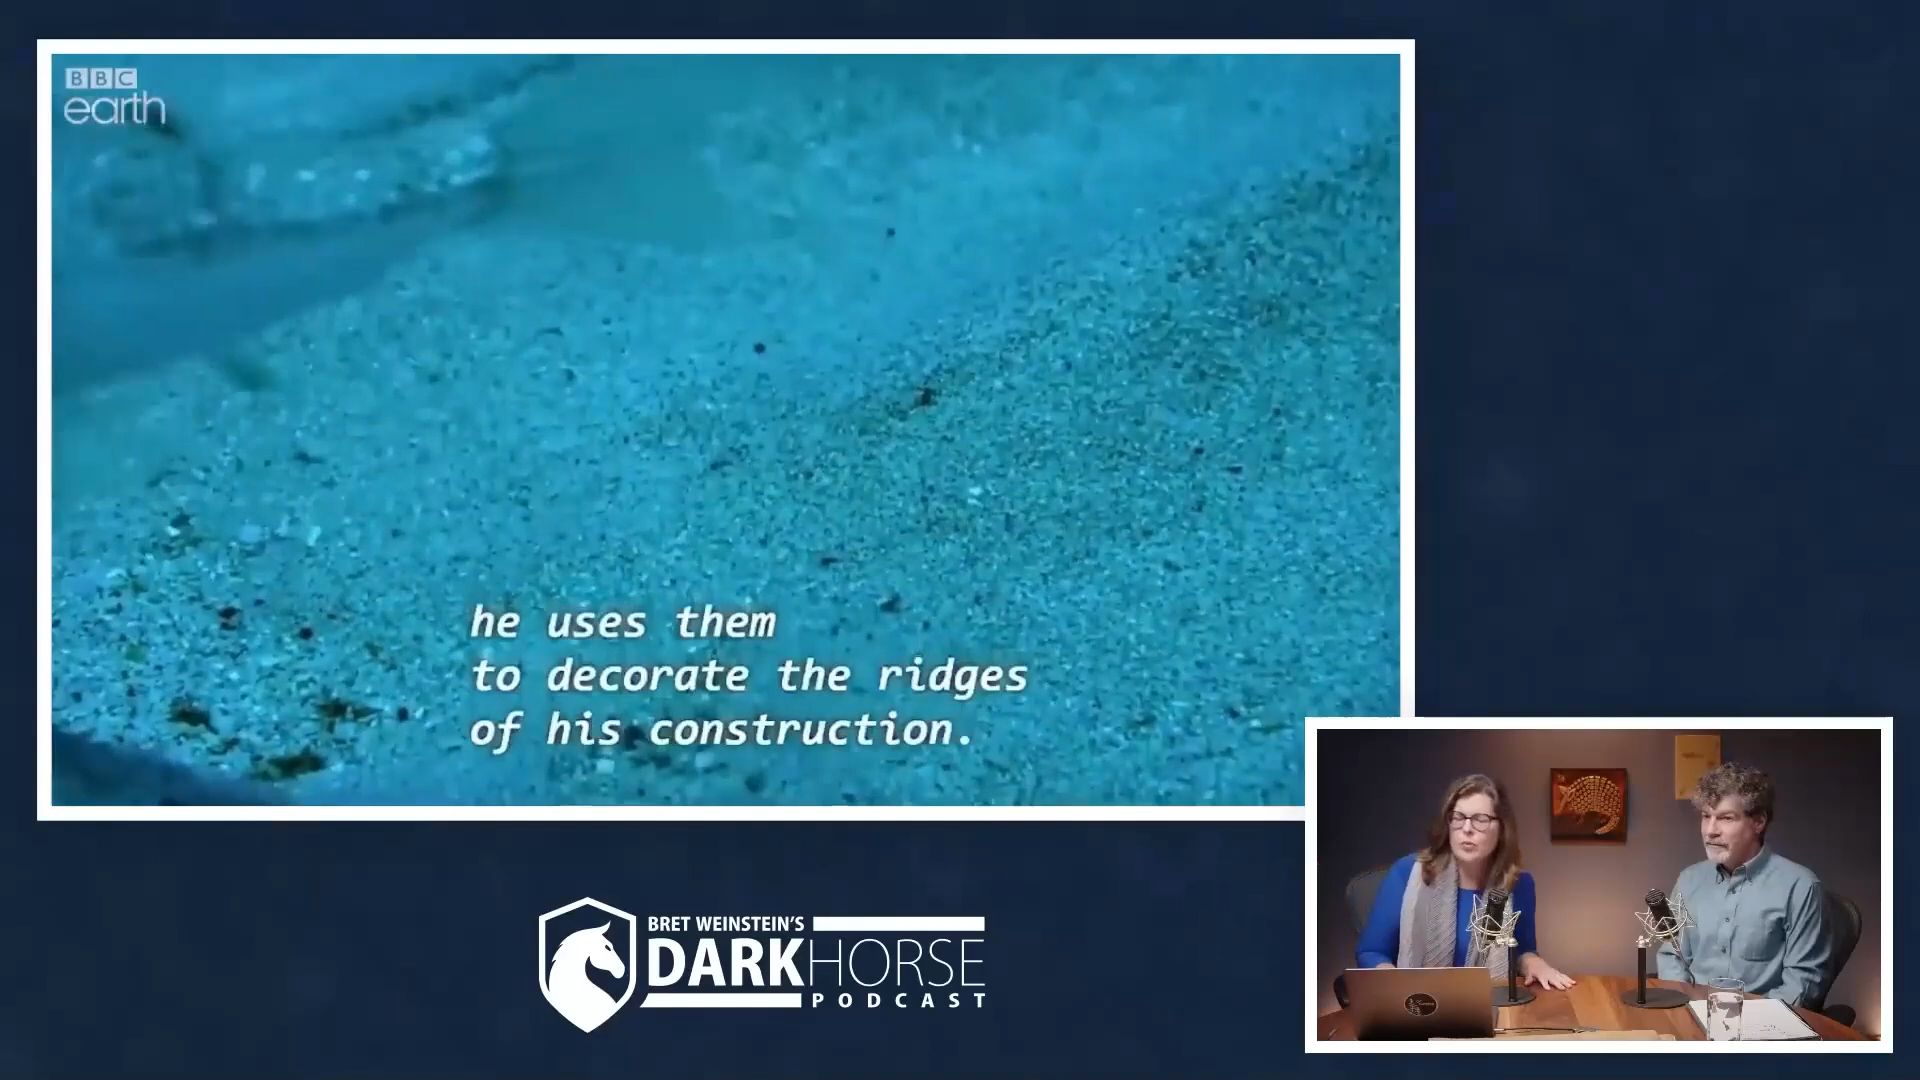 BBC
earth
he uses them
to decorate the ridges
of his construction.
BRET WEINSTEIN'S
DARKHORSE
PODCAST